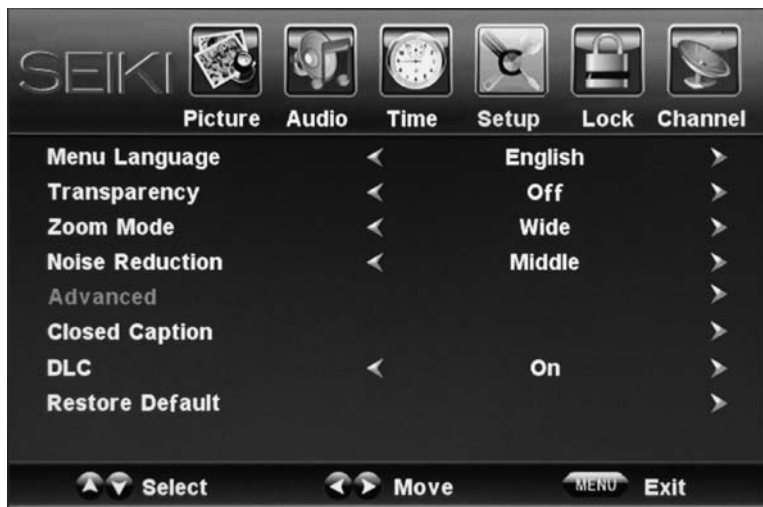 SEIKI
Picture Audio Time Setup Lock Channel
Menu Language English
Transparency Off
Zoom Mode Wide
Noise Reduction Middle
Advanced
Closed Caption
DLC On
Restore Default
Select Move MENU Exit